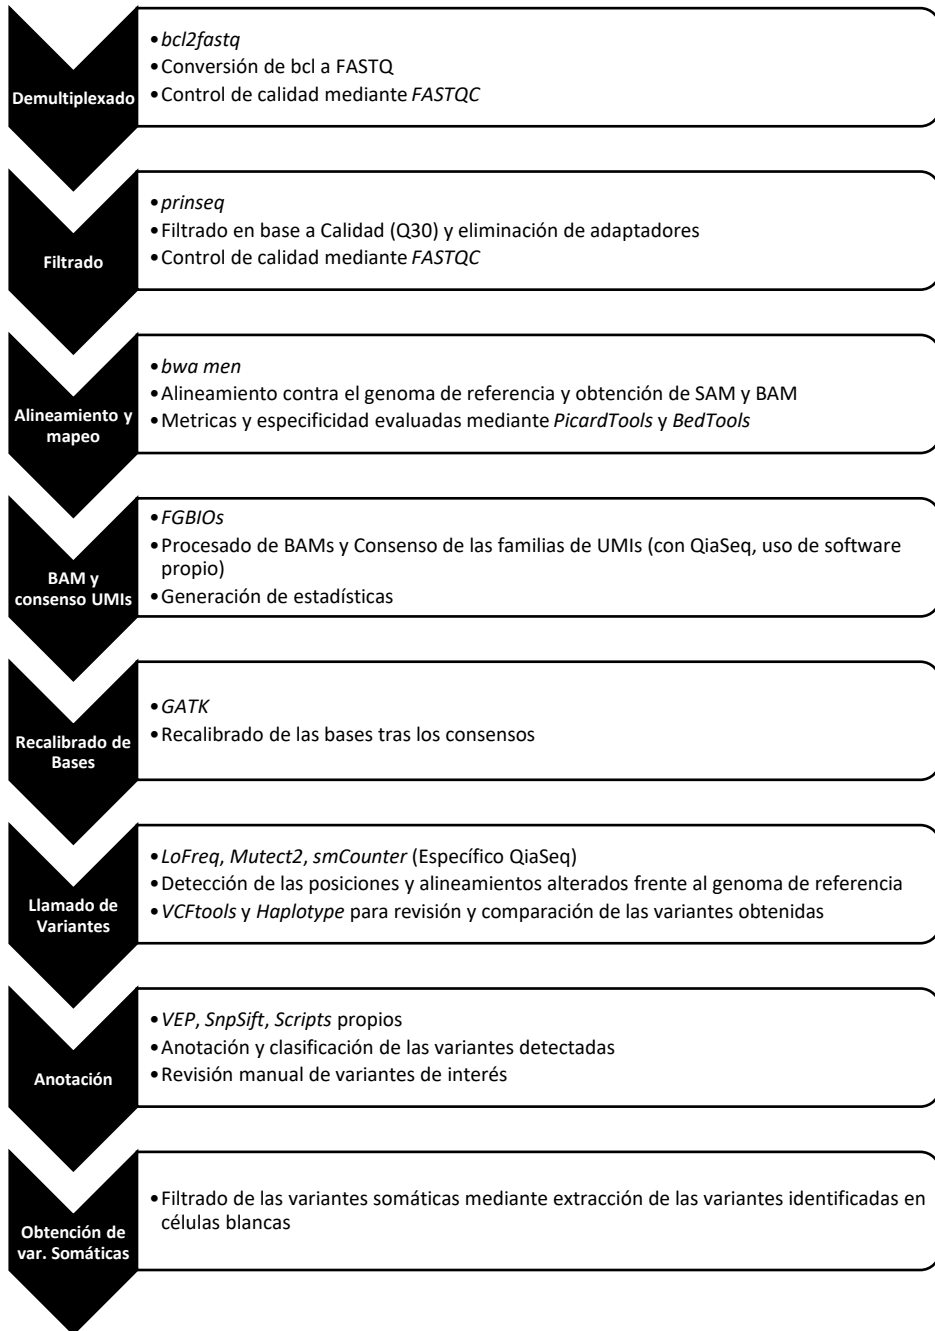 Demultiplexado
•bcl2fastq
•Conversión de bcl a FASTQ
•Control de calidad mediante FASTQC
Filtrado
•prinseq
•Filtrado en base a Calidad (Q30) y eliminación de adaptadores
•Control de calidad mediante FASTQC
Alineamiento y
mapeo
•bwa men
•Alineamiento contra el genoma de referencia y obtención de SAM y BAM
•Metricas y especificidad evaluadas mediante PicardTools y BedTools
BAM y
consenso UMIs
•FGBIOs
•Procesado de BAMs y Consenso de las familias de UMIs (con QiaSeq, uso de software
propio)
•Generación de estadísticas
Recalibrado de
Bases
•GATK
•Recalibrado de las bases tras los consensos
Llamado de
Variantes
•LoFreq, Mutect2, smCounter (Específico QiaSeq)
•Detección de las posiciones y alineamientos alterados frente al genoma de referencia
•VCFtools y Haplotype para revisión y comparación de las variantes obtenidas
Anotación
•VEP, SnpSift, Scripts propios
•Anotación y clasificación de las variantes detectadas
•Revisión manual de variantes de interés
Obtención de
var. Somáticas
•Filtrado de las variantes somáticas mediante extracción de las variantes identificadas en
células blancas